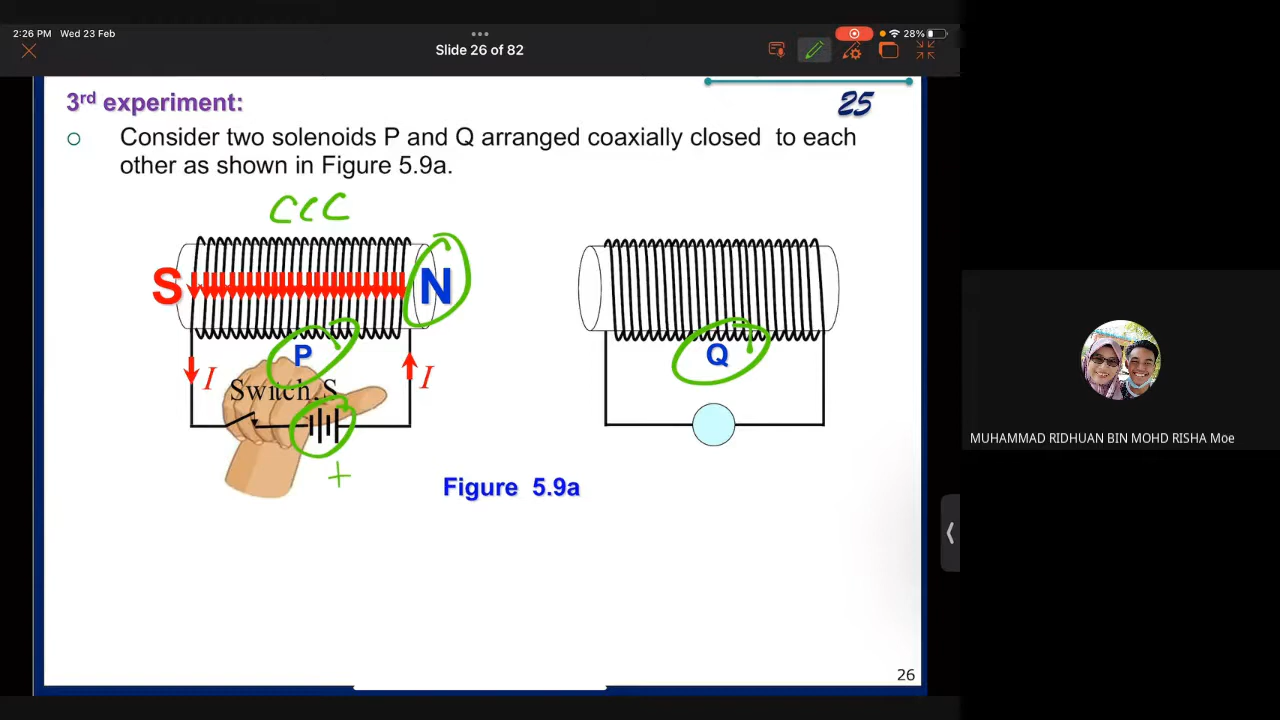 2:26 PM Wed 23 Feb
28%
Slide 26 of 82
3rd experiment:
25
Consider two solenoids P and Q arranged coaxially closed to each
other as shown in Figure 5.9a.
CCC
S
N
P
Q
I
I
Switch,S
+
Figure 5.9a
26
MUHAMMAD RIDHUAN BIN MOHD RISHA Moe